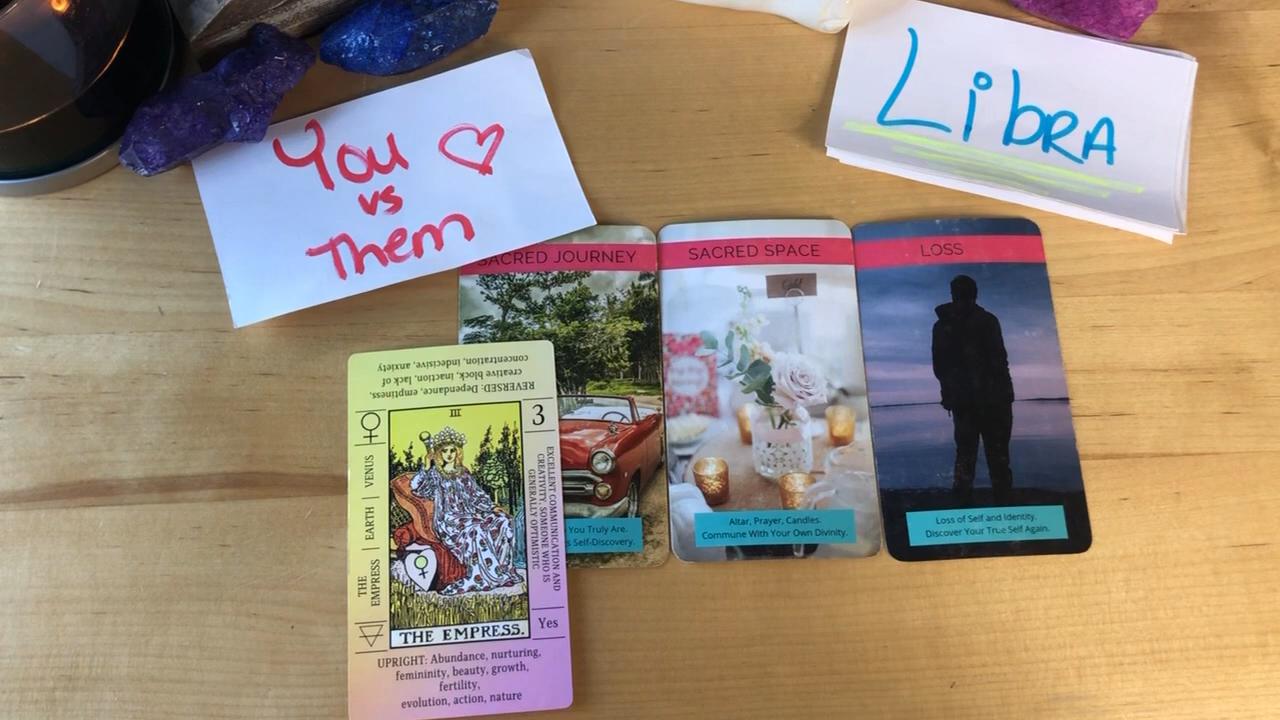 You ♡
vs
Them
Libra
SACRED JOURNEY
You Truly Are.
Self-Discovery.
SACRED SPACE
Altar, Prayer, Candles.
Commune With Your Own Divinity.
LOSS
Loss of Self and Identity.
Discover Your True Self Again.
REVERSED: Dependance, emptiness,
creative block, inaction, lack of
concentration, indecisive, anxiety
THE EMPRESS | EARTH | VENUS
III
3
EXCELLENT COMMUNICATION AND
CREATIVITY. SOMEONE WHO IS
GENERALLY OPTIMISTIC
Yes
THE EMPRESS.
UPRIGHT: Abundance, nurturing,
femininity, beauty, growth,
fertility,
evolution, action, nature